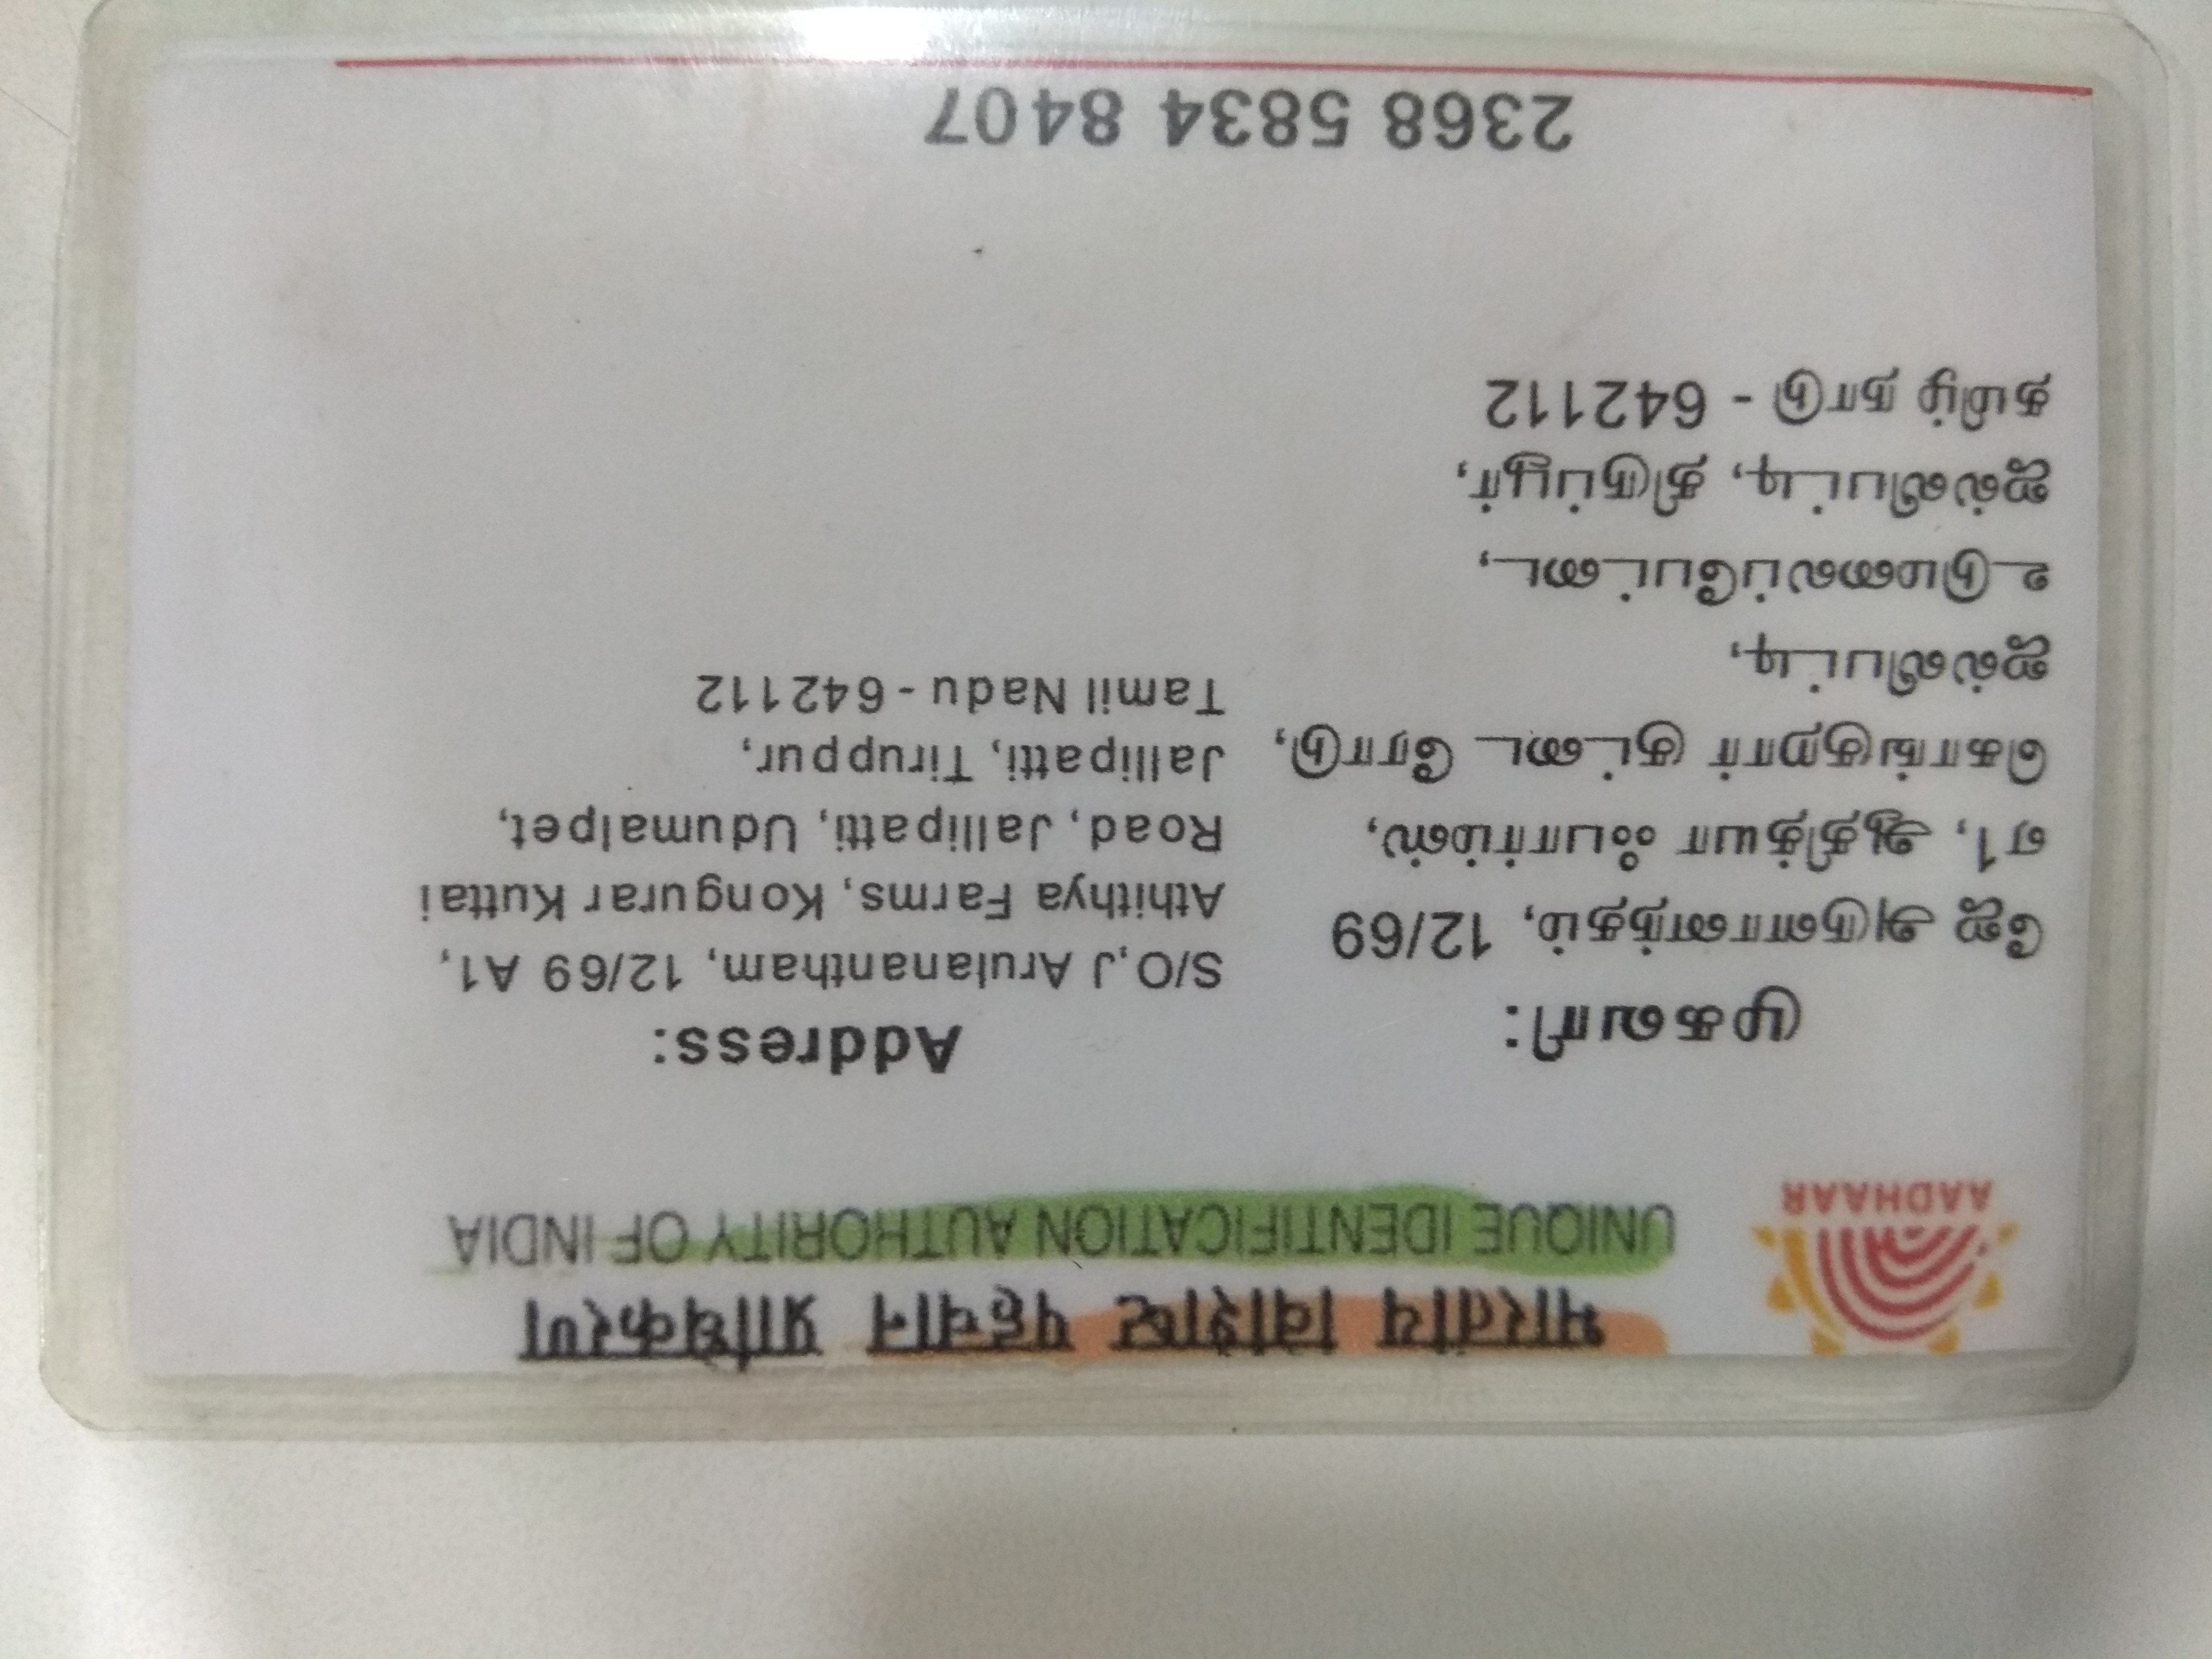 भारतीय विशिष्ट पहचान प्राधिकरण
UNIQUE IDENTIFICATION AUTHORITY OF INDIA
AADHAAR
முகவரி:
ஜே அருளானந்தம், 12/69
ஏ1, ஆதித்யா ஃபார்ம்ஸ்,
கொங்குறார் குட்டை ரோடு,
ஜல்லிபட்டி,
உடுமலைப்பேட்டை,
ஜல்லிபட்டி, திருப்பூர்,
தமிழ் நாடு - 642112
Address:
S/O,J Arulanantham, 12/69 A1,
Athithya Farms, Kongurar Kuttai
Road, Jallipatti, Udumalpet,
Jallipatti, Tiruppur,
Tamil Nadu - 642112
2368 5834 8407